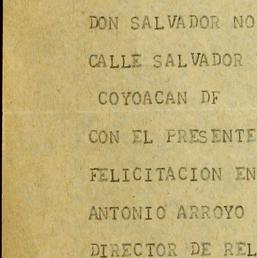 DON SALVADOR NO
CALLE SALVADOR
COYOACAN DF
CON EL PRESENTE
FELICITACION EN
ANTONIO ARROYO
DIRECTOR DE REL